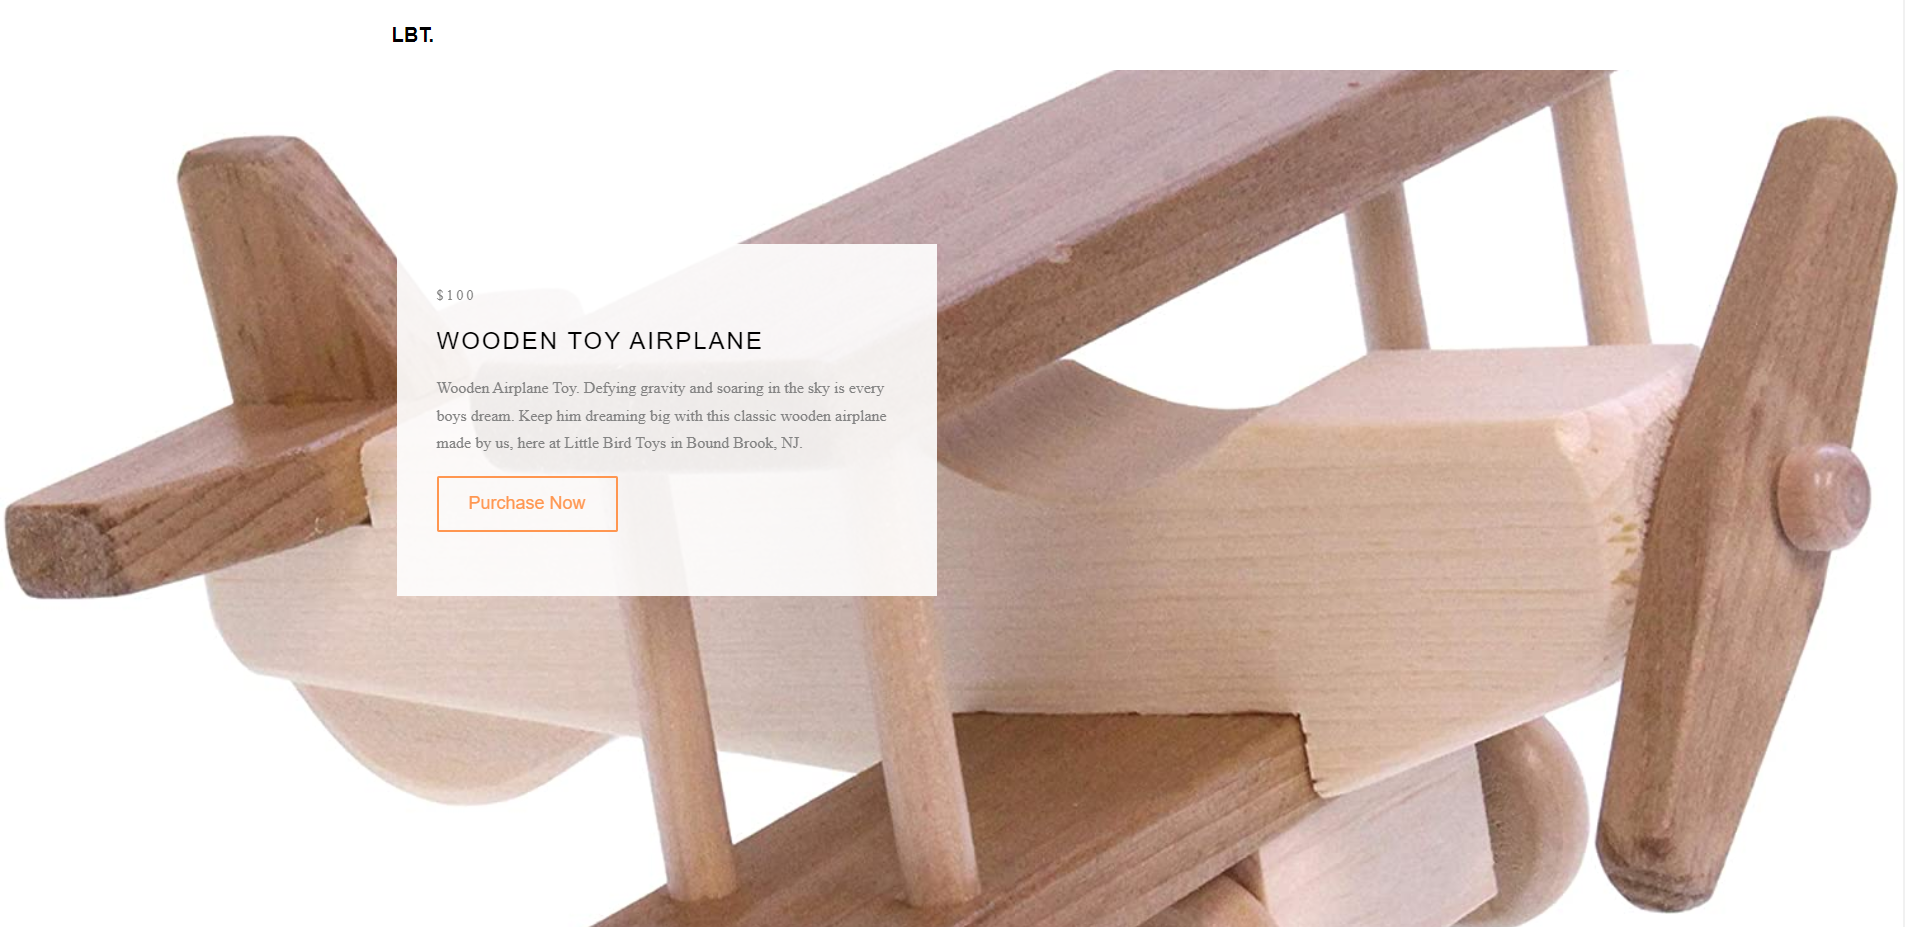 LBT.
$100
WOODEN TOY AIRPLANE
Wooden Airplane Toy. Defying gravity and soaring in the sky is every
boys dream. Keep him dreaming big with this classic wooden airplane
made by us, here at Little Bird Toys in Bound Brook, NJ.
Purchase Now